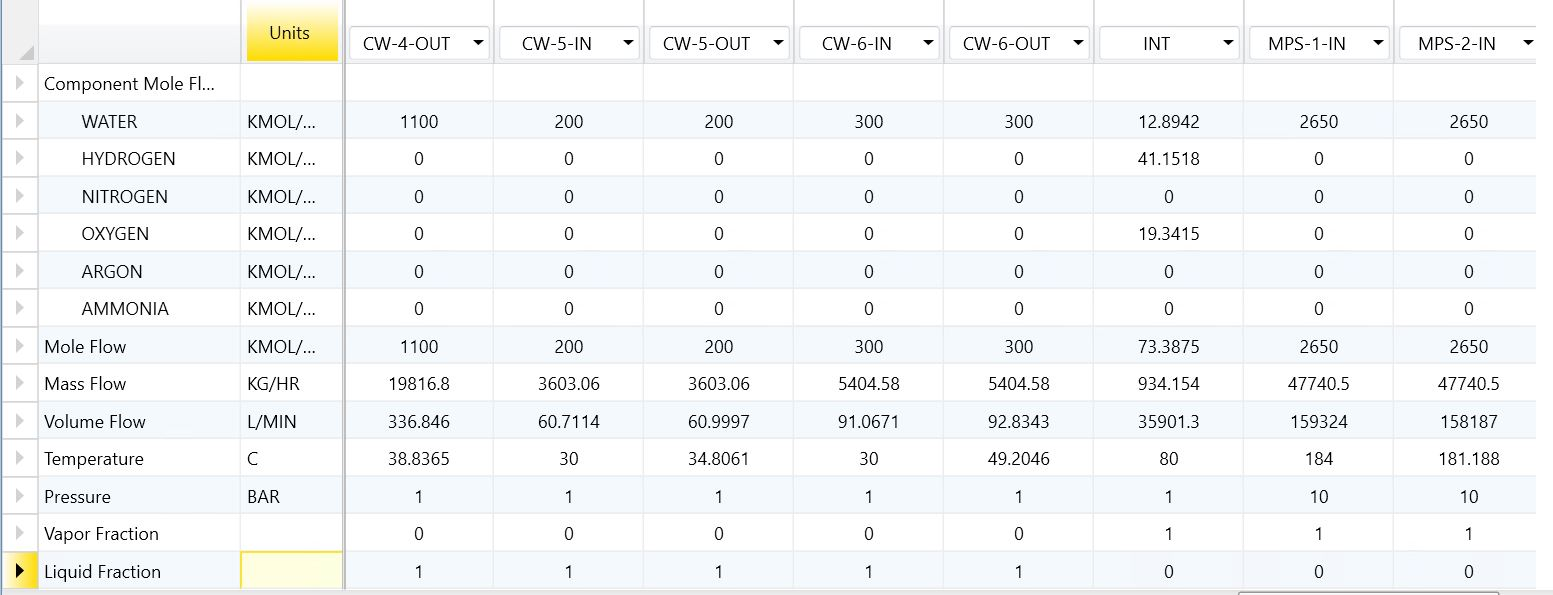 Units CW-4-OUT CW-5-IN CW-5-OUT CW-6-IN CW-6-OUT INT MPS-1-IN MPS-2-IN
Component Mole Fl...
WATER KMOL/... 1100 200 200 300 300 12.8942 2650 2650
HYDROGEN KMOL/... 0 0 0 0 0 41.1518 0 0
NITROGEN KMOL/... 0 0 0 0 0 0 0 0
OXYGEN KMOL/... 0 0 0 0 0 19.3415 0 0
ARGON KMOL/... 0 0 0 0 0 0 0 0
AMMONIA KMOL/... 0 0 0 0 0 0 0 0
Mole Flow KMOL/... 1100 200 200 300 300 73.3875 2650 2650
Mass Flow KG/HR 19816.8 3603.06 3603.06 5404.58 5404.58 934.154 47740.5 47740.5
Volume Flow L/MIN 336.846 60.7114 60.9997 91.0671 92.8343 35901.3 159324 158187
Temperature C 38.8365 30 34.8061 30 49.2046 80 184 181.188
Pressure BAR 1 1 1 1 1 1 10 10
Vapor Fraction 0 0 0 0 0 1 1 1
Liquid Fraction 1 1 1 1 1 0 0 0